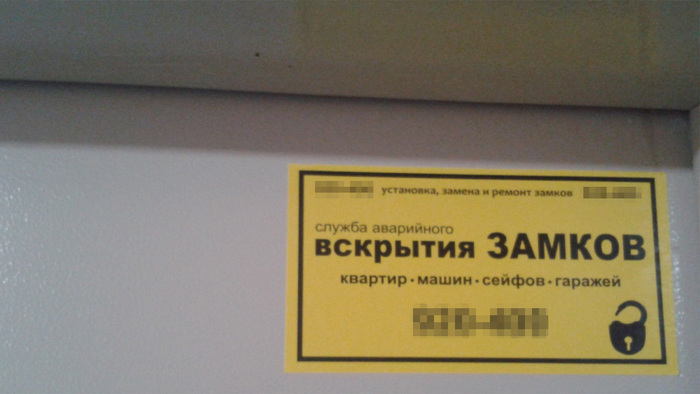 установка, замена и ремонт замков
служба аварийного
вскрытия ЗАМКОВ
квартир·машин·сейфов·гаражей